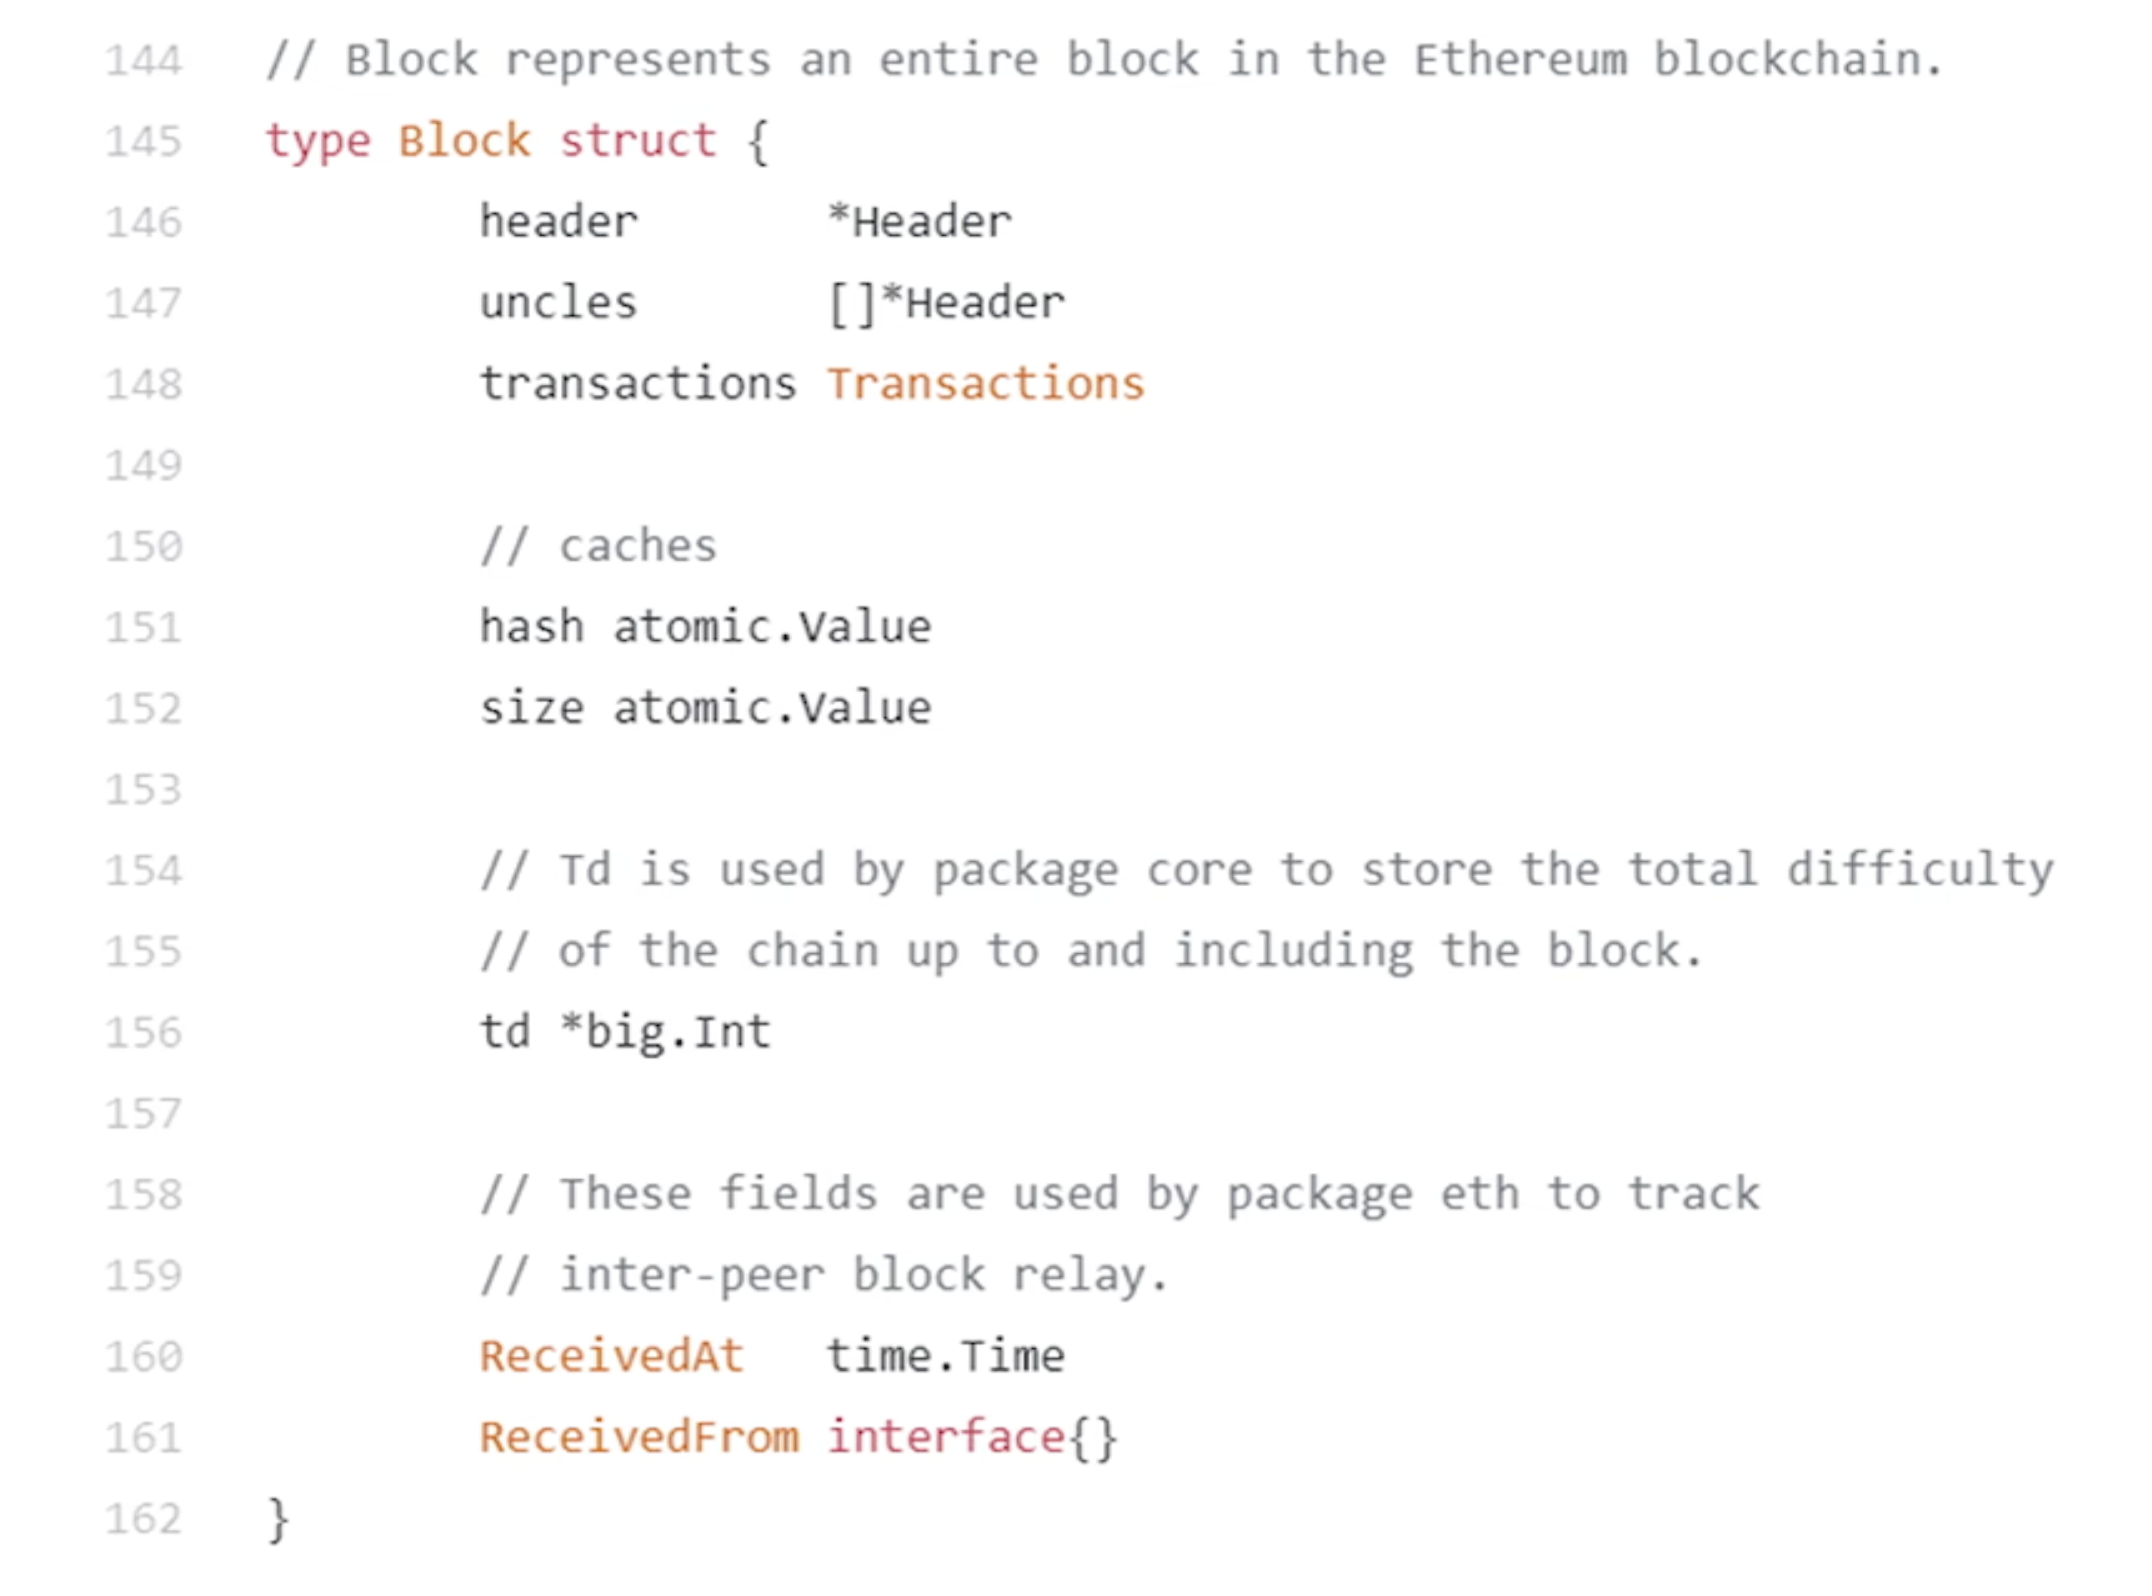 144 // Block represents an entire block in the Ethereum blockchain.
145 type Block struct {
146 header *Header
147 uncles []*Header
148 transactions Transactions
149
150 // caches
151 hash atomic.Value
152 size atomic.Value
153
154 // Td is used by package core to store the total difficulty
155 // of the chain up to and including the block.
156 td *big.Int
157
158 // These fields are used by package eth to track
159 // inter-peer block relay.
160 ReceivedAt time.Time
161 ReceivedFrom interface{}
162 }